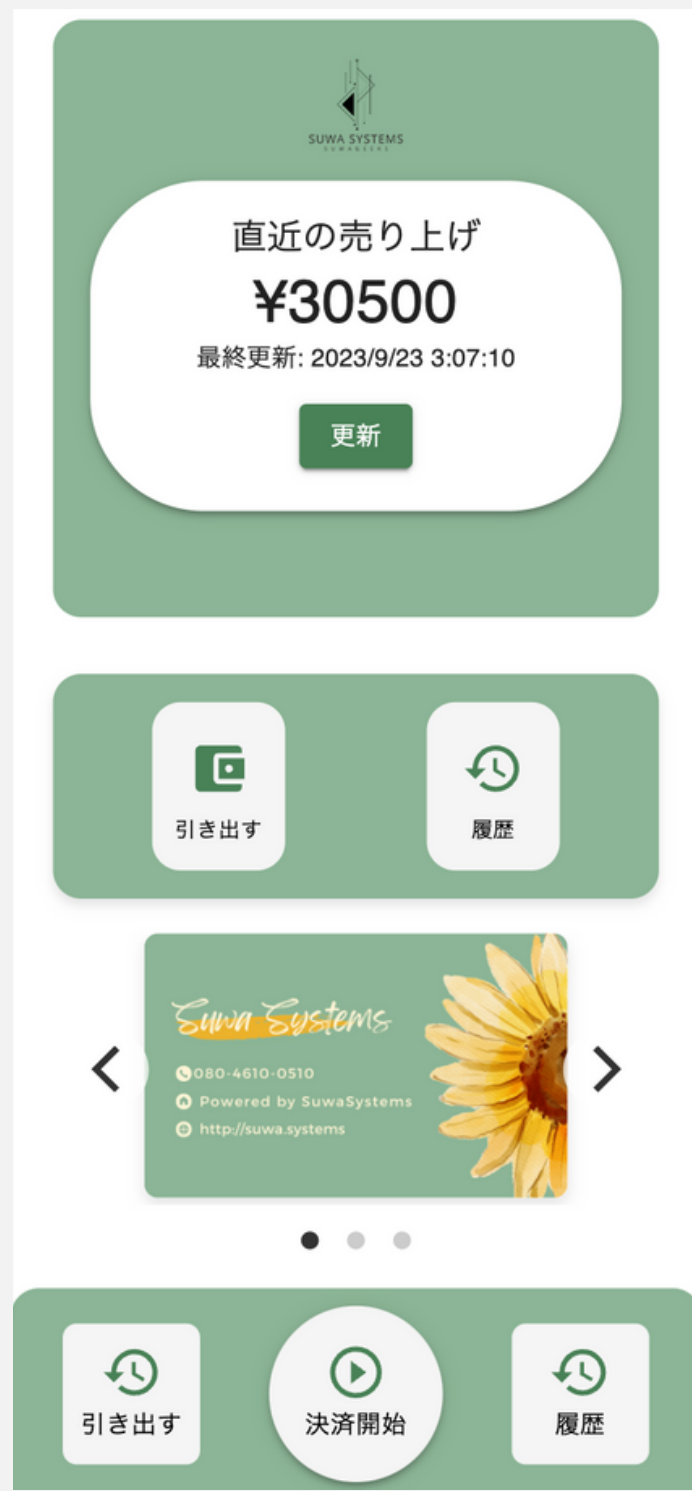 SUWA SYSTEMS
直近の売り上げ
¥30500
最終更新: 2023/9/23 3:07:10
更新
引き出す
履歴
Suwa Systems
080-4610-0510
Powered by SuwaSystems
http://suwa.systems
引き出す
決済開始
履歴